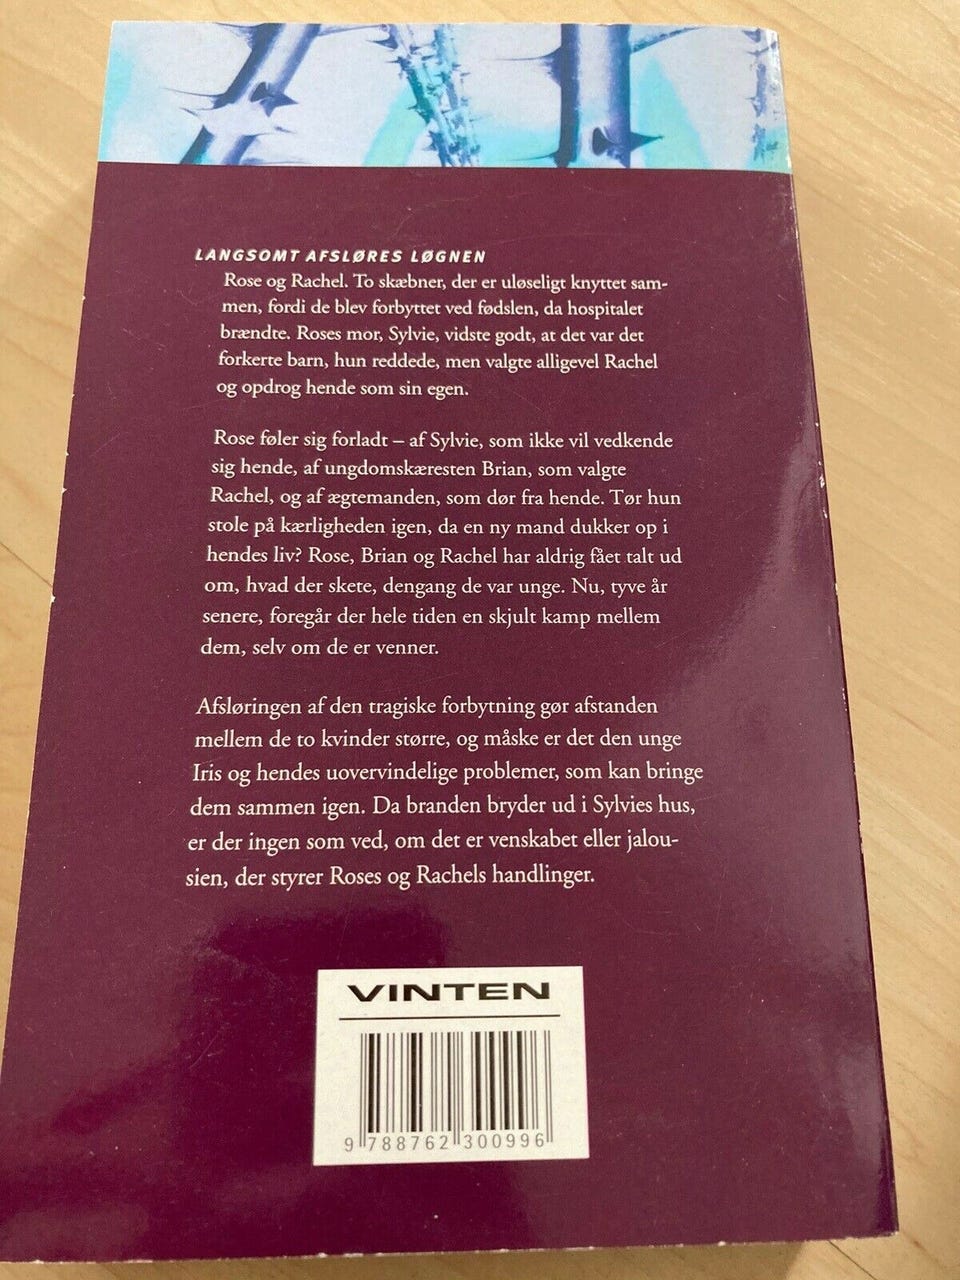 LANGSOMT AFSLØRES LØGNEN
Rose og Rachel. To skæbner, der er uløseligt knyttet sam-
men, fordi de blev forbyttet ved fødslen, da hospitalet
brændte. Roses mor, Sylvie, vidste godt, at det var det
forkerte barn, hun reddede, men valgte alligevel Rachel
og opdrog hende som sin egen.
Rose føler sig forladt – af Sylvie, som ikke vil vedkende
sig hende, af ungdomskæresten Brian, som valgte
Rachel, og af ægtemanden, som dør fra hende. Tør hun
stole på kærligheden igen, da en ny mand dukker op i
hendes liv? Rose, Brian og Rachel har aldrig fået talt ud
om, hvad der skete, dengang de var unge. Nu, tyve år
senere, foregår der hele tiden en skjult kamp mellem
dem, selv om de er venner.
Afsløringen af den tragiske forbytning gør afstanden
mellem de to kvinder større, og måske er det den unge
Iris og hendes uovervindelige problemer, som kan bringe
dem sammen igen. Da branden bryder ud i Sylvies hus,
er der ingen som ved, om det er venskabet eller jalou-
sien, der styrer Roses og Rachels handlinger.
VINTEN
9 788762 300996